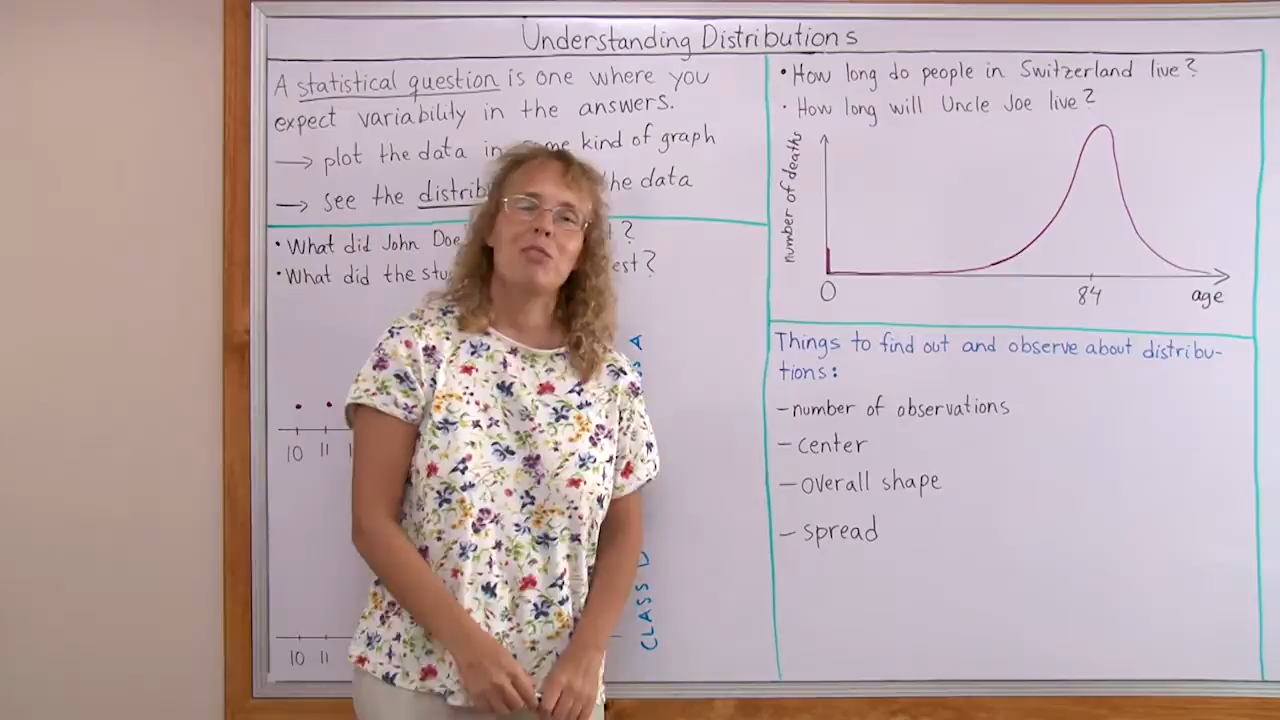 Understanding Distributions
A statistical question is one where you
expect variability in the answers.
→ plot the data in kind of graph
→ see the the data
• What did John ?
• What did the ?
10 11
CLASS
10 11
• How long do people in Switzerland live?
• How long will Uncle Joe live?
number of deaths
0 84 age
Things to find out and observe about distribu-
tions:
- number of observations
- center
- overall shape
- spread